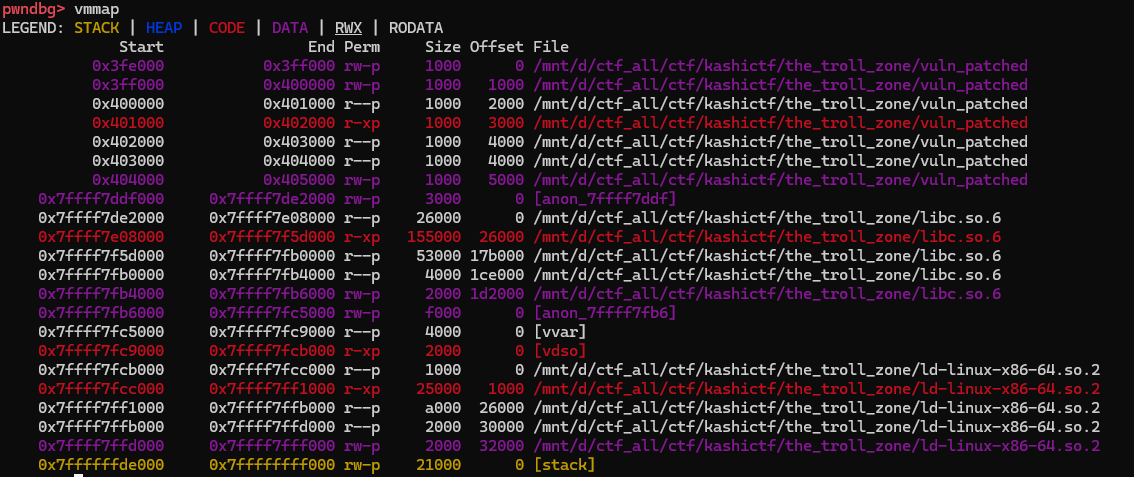 pwndbg> vmmap
LEGEND: STACK | HEAP | CODE | DATA | RWX | RODATA
Start End Perm Size Offset File
0x3fe000 0x3ff000 rw-p 1000 0 /mnt/d/ctf_all/ctf/kashictf/the_troll_zone/vuln_patched
0x3ff000 0x400000 rw-p 1000 1000 /mnt/d/ctf_all/ctf/kashictf/the_troll_zone/vuln_patched
0x400000 0x401000 r--p 1000 2000 /mnt/d/ctf_all/ctf/kashictf/the_troll_zone/vuln_patched
0x401000 0x402000 r-xp 1000 3000 /mnt/d/ctf_all/ctf/kashictf/the_troll_zone/vuln_patched
0x402000 0x403000 r--p 1000 4000 /mnt/d/ctf_all/ctf/kashictf/the_troll_zone/vuln_patched
0x403000 0x404000 r--p 1000 4000 /mnt/d/ctf_all/ctf/kashictf/the_troll_zone/vuln_patched
0x404000 0x405000 rw-p 1000 5000 /mnt/d/ctf_all/ctf/kashictf/the_troll_zone/vuln_patched
0x7ffff7ddf000 0x7ffff7de2000 rw-p 3000 0 [anon_7ffff7ddf]
0x7ffff7de2000 0x7ffff7e08000 r--p 26000 0 /mnt/d/ctf_all/ctf/kashictf/the_troll_zone/libc.so.6
0x7ffff7e08000 0x7ffff7f5d000 r-xp 155000 26000 /mnt/d/ctf_all/ctf/kashictf/the_troll_zone/libc.so.6
0x7ffff7f5d000 0x7ffff7fb0000 r--p 53000 17b000 /mnt/d/ctf_all/ctf/kashictf/the_troll_zone/libc.so.6
0x7ffff7fb0000 0x7ffff7fb4000 r--p 4000 1ce000 /mnt/d/ctf_all/ctf/kashictf/the_troll_zone/libc.so.6
0x7ffff7fb4000 0x7ffff7fb6000 rw-p 2000 1d2000 /mnt/d/ctf_all/ctf/kashictf/the_troll_zone/libc.so.6
0x7ffff7fb6000 0x7ffff7fc5000 rw-p f000 0 [anon_7ffff7fb6]
0x7ffff7fc5000 0x7ffff7fc9000 r--p 4000 0 [vvar]
0x7ffff7fc9000 0x7ffff7fcb000 r-xp 2000 0 [vdso]
0x7ffff7fcb000 0x7ffff7fcc000 r--p 1000 0 /mnt/d/ctf_all/ctf/kashictf/the_troll_zone/ld-linux-x86-64.so.2
0x7ffff7fcc000 0x7ffff7ff1000 r-xp 25000 1000 /mnt/d/ctf_all/ctf/kashictf/the_troll_zone/ld-linux-x86-64.so.2
0x7ffff7ff1000 0x7ffff7ffb000 r--p a000 26000 /mnt/d/ctf_all/ctf/kashictf/the_troll_zone/ld-linux-x86-64.so.2
0x7ffff7ffb000 0x7ffff7ffd000 r--p 2000 30000 /mnt/d/ctf_all/ctf/kashictf/the_troll_zone/ld-linux-x86-64.so.2
0x7ffff7ffd000 0x7ffff7fff000 rw-p 2000 32000 /mnt/d/ctf_all/ctf/kashictf/the_troll_zone/ld-linux-x86-64.so.2
0x7ffffffde000 0x7ffffffff000 rw-p 21000 0 [stack]